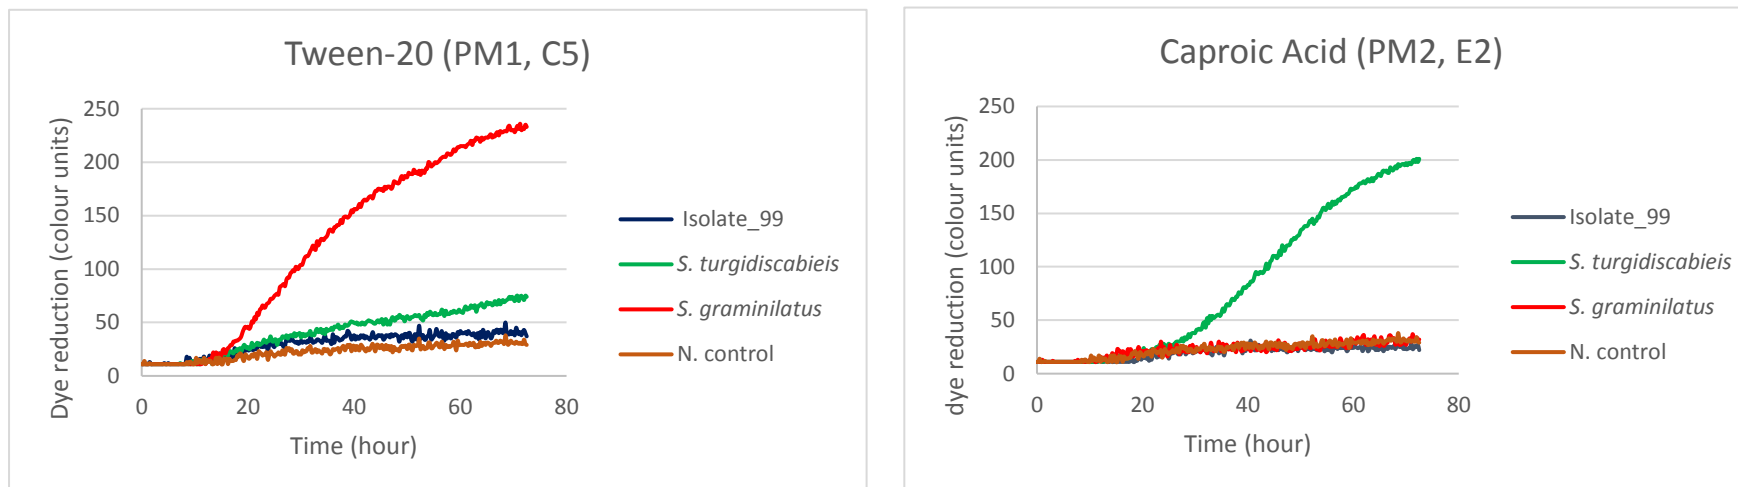 Tween-20 (PM1, C5)
Dye reduction (colour units)
250
200
150
100
50
0
0 20 40 60 80
Time (hour)
Isolate_99
S. turgidiscabieis
S. graminilatus
N. control
Caproic Acid (PM2, E2)
dye reduction (colour units)
250
200
150
100
50
0
0 20 40 60 80
Time (hour)
Isolate_99
S. turgidiscabieis
S. graminilatus
N. control